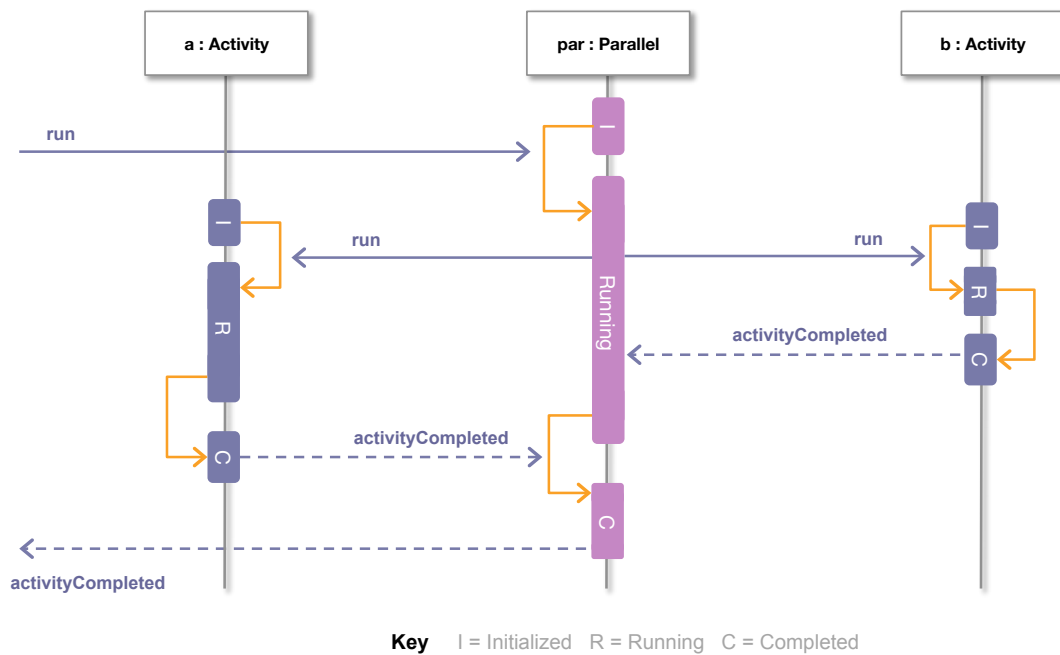 a : Activity
par : Parallel
b : Activity
I
run
I
I
run
run
Running
R
R
activityCompleted
C
activityCompleted
C
C
activityCompleted
Key I = Initialized R = Running C = Completed